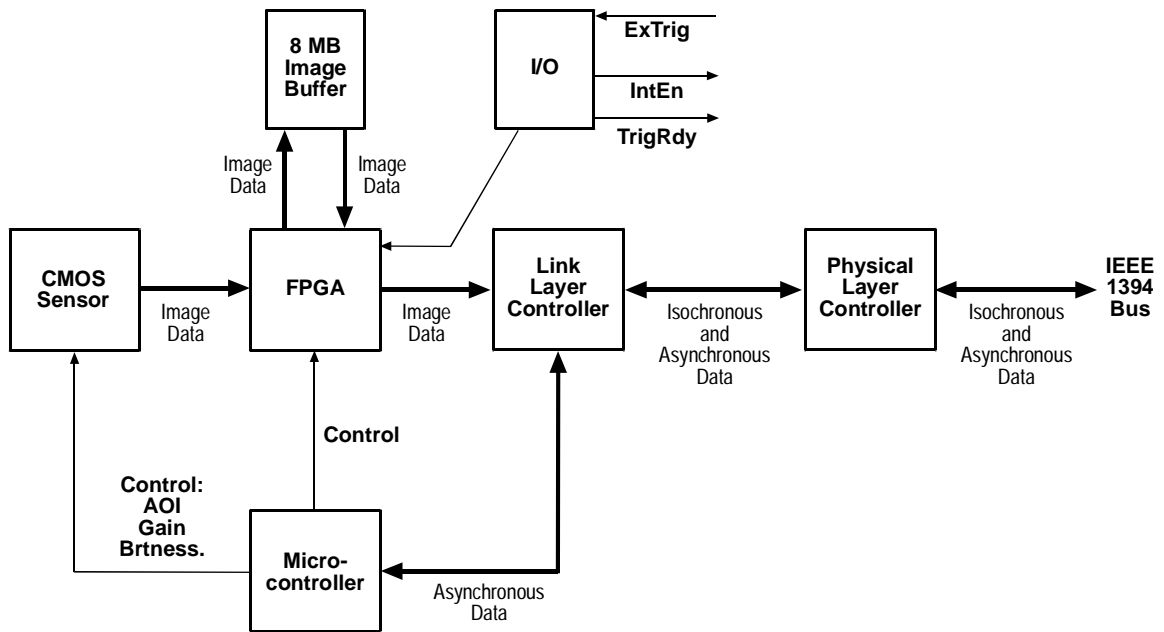 8 MB
Image
Buffer
I/O
ExTrig
IntEn
TrigRdy
Image
Data
Image
Data
CMOS
Sensor
Image
Data
FPGA
Image
Data
Link
Layer
Controller
Isochronous
and
Asynchronous
Data
Physical
Layer
Controller
Isochronous
and
Asynchronous
Data
IEEE
1394
Bus
Control
Control:
AOI
Gain
Brtness.
Micro-
controller
Asynchronous
Data